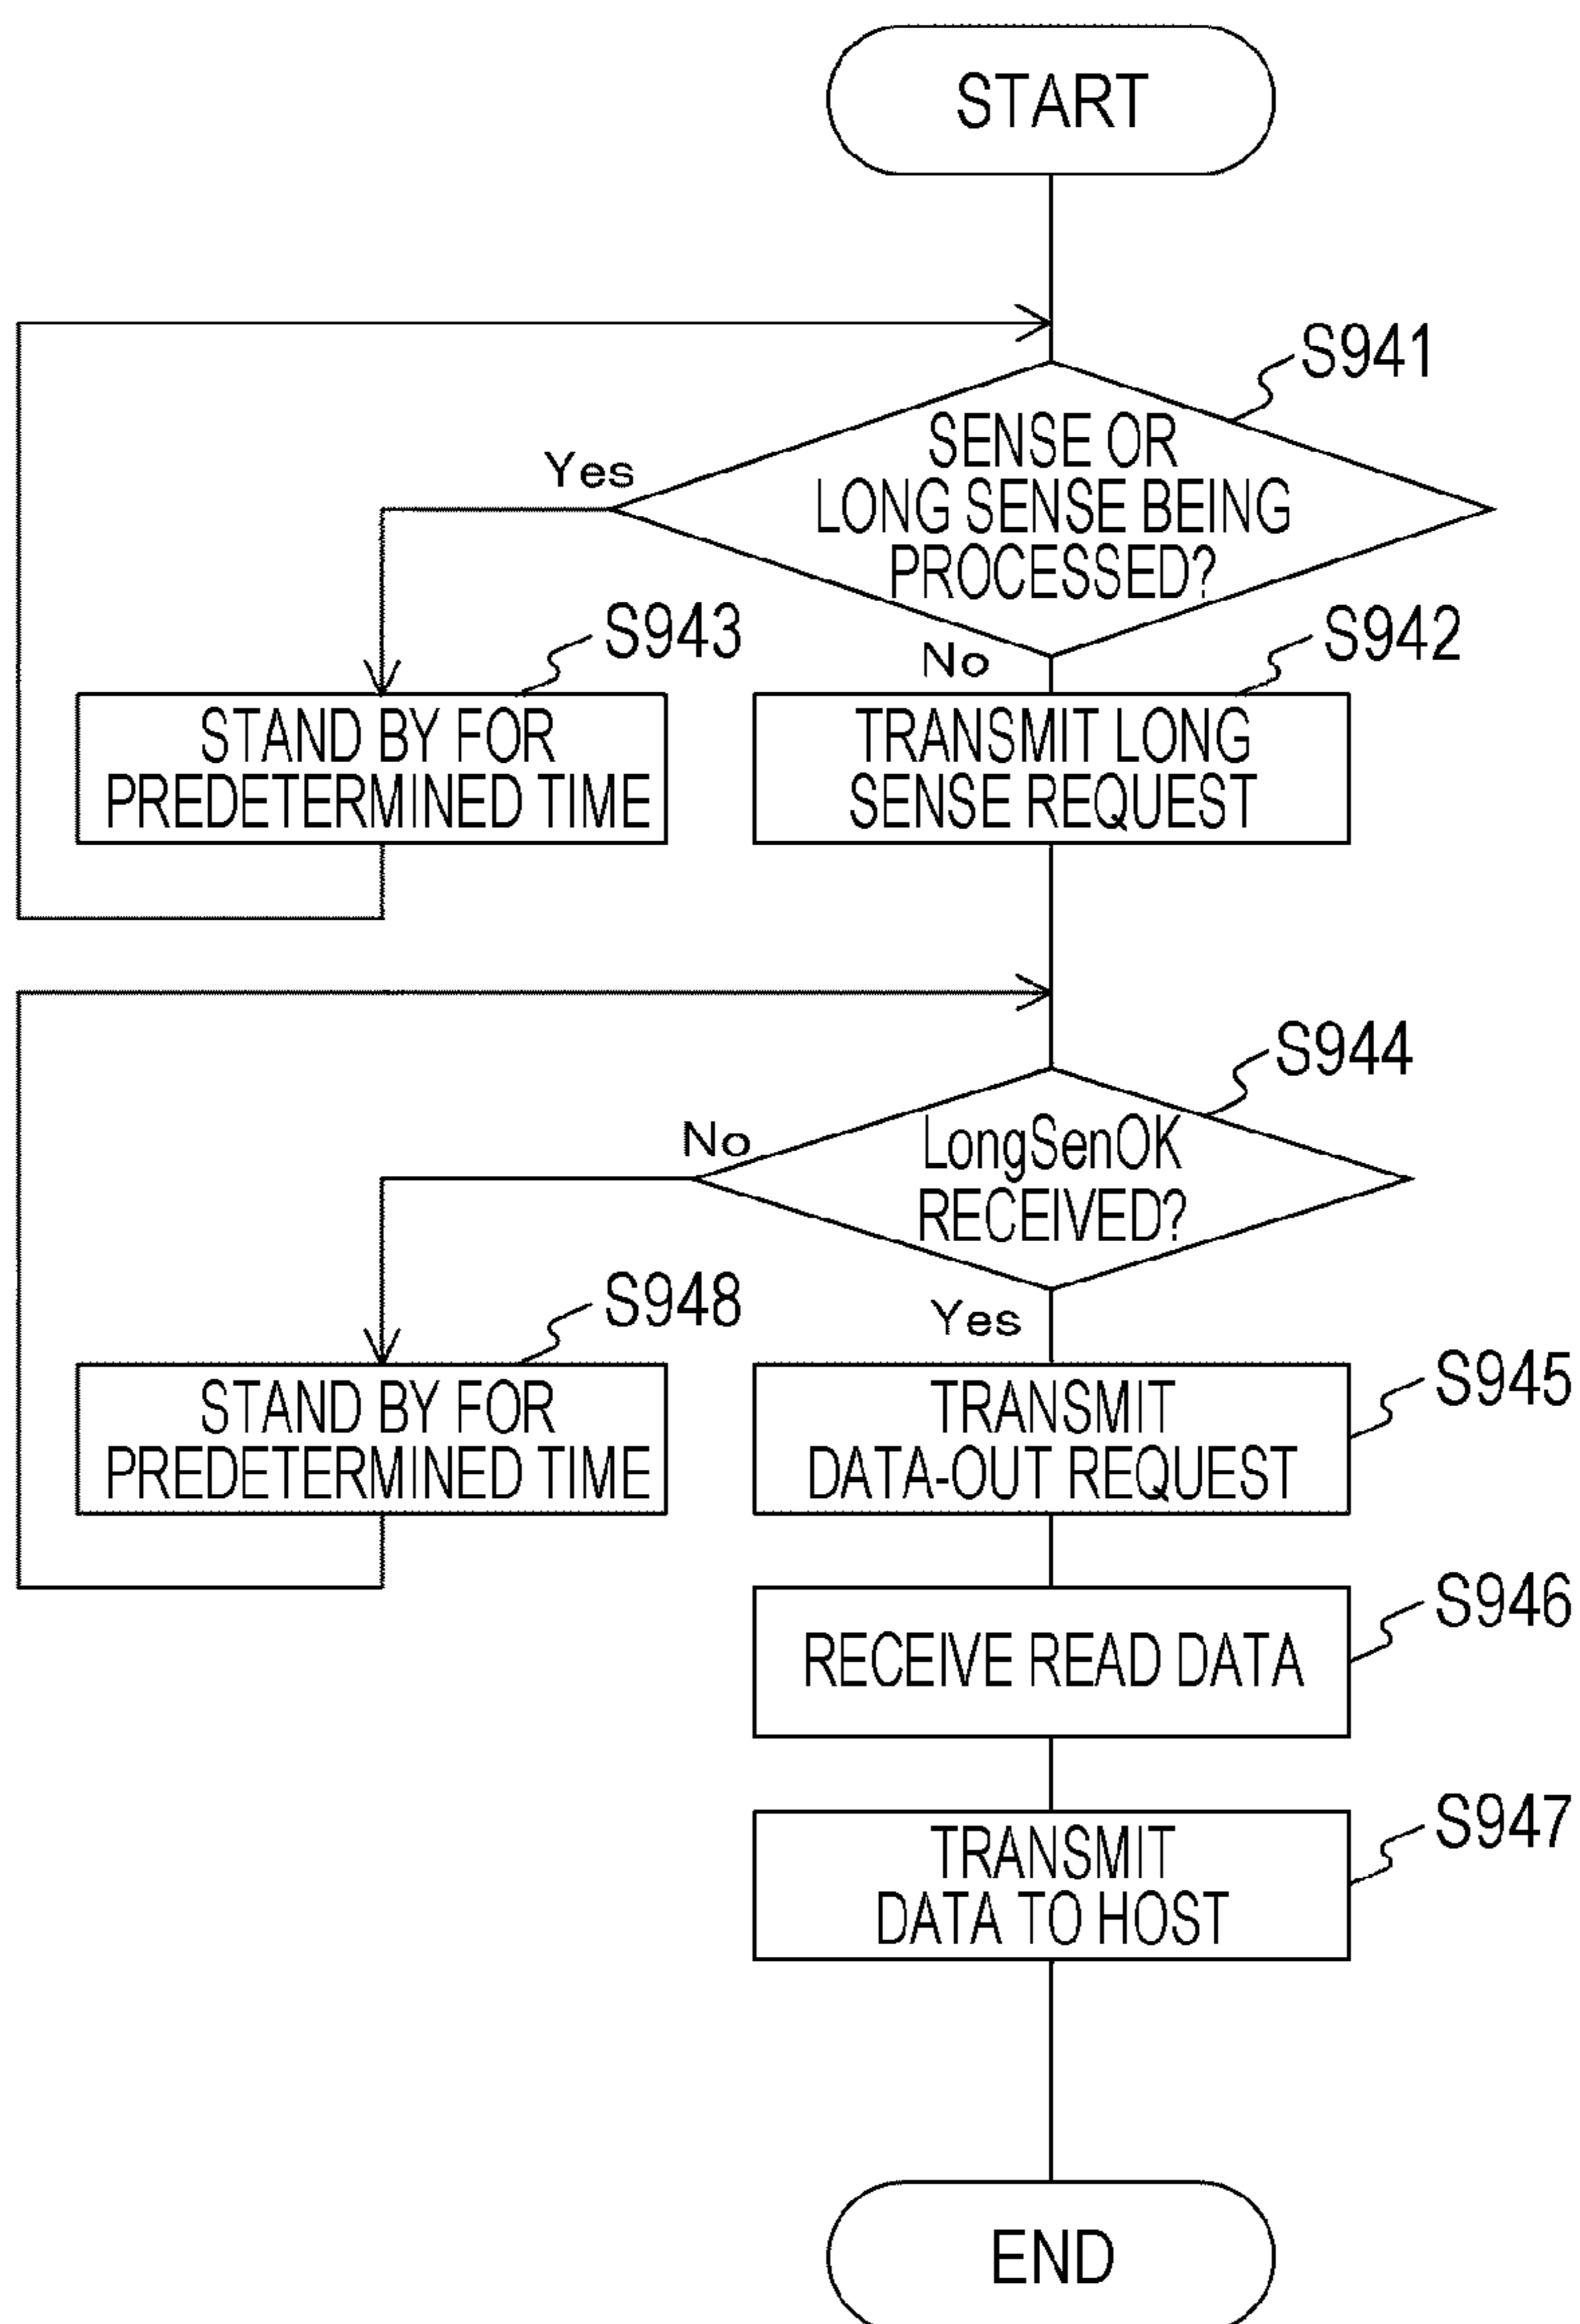 START
S941
SENSE OR
LONG SENSE BEING
PROCESSED?
Yes
No
S943
STAND BY FOR
PREDETERMINED TIME
S942
TRANSMIT LONG
SENSE REQUEST
S944
LongSenOK
RECEIVED?
No
Yes
S948
STAND BY FOR
PREDETERMINED TIME
S945
TRANSMIT
DATA-OUT REQUEST
S946
RECEIVE READ DATA
S947
TRANSMIT
DATA TO HOST
END